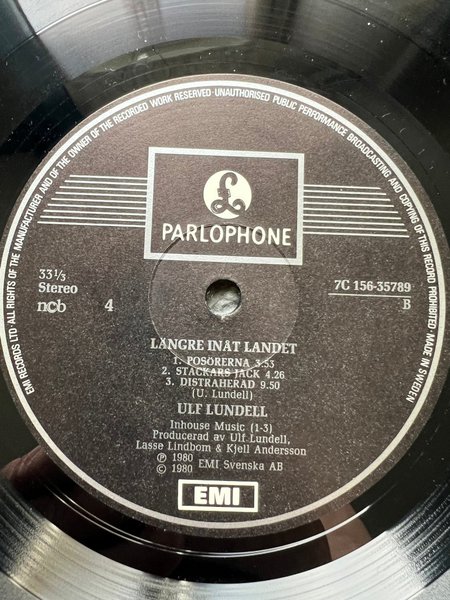 EMI RECORDS LTD · ALL RIGHTS OF THE MANUFACTURER AND OF THE OWNER OF THE RECORDED WORK RESERVED · UNAUTHORISED PUBLIC PERFORMANCE BROADCASTING AND COPYING OF THIS RECORD PROHIBITED · MADE IN SWEDEN
£
PARLOPHONE
33⅓
Stereo
ncb 4
7C 156-35789
B
LÄNGRE INÅT LANDET
1. POSÖRERNA 3.53
2. STACKARS JACK 4.26
3. DISTRAHERAD 9.50
(U. Lundell)
ULF LUNDELL
Inhouse Music (1-3)
Producerad av Ulf Lundell,
Lasse Lindbom & Kjell Andersson
℗ 1980
© 1980 EMI Svenska AB
EMI